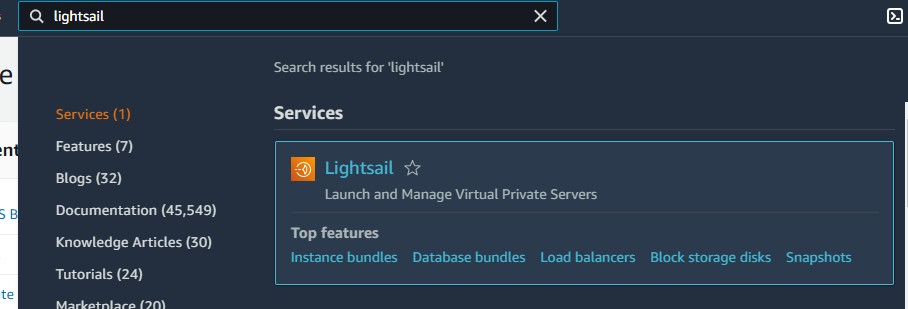 lightsail
Search results for 'lightsail'
Services (1)
Features (7)
Blogs (32)
Documentation (45,549)
Knowledge Articles (30)
Tutorials (24)
Marketplace (20)
Services
Lightsail
Launch and Manage Virtual Private Servers
Top features
Instance bundles Database bundles Load balancers Block storage disks Snapshots